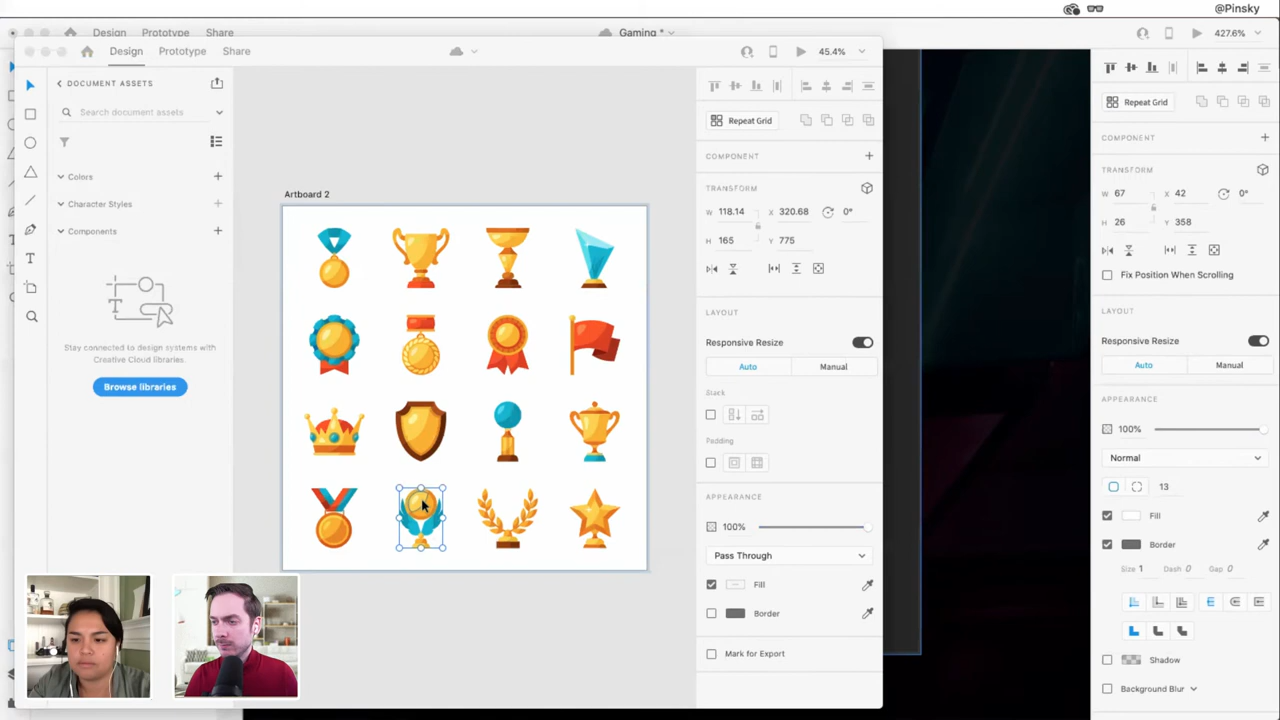 @Pinsky
Design Prototype Share Gaming * 427.6%
Design Prototype Share 45.4%
DOCUMENT ASSETS
Search document assets
Colors
Character Styles
Components
Stay connected to design systems with
Creative Cloud libraries.
Browse libraries
Artboard 2
Repeat Grid
COMPONENT
TRANSFORM
W 118.14 X 320.68 0°
H 165 Y 775
LAYOUT
Responsive Resize
Auto Manual
Stack
Padding
APPEARANCE
100%
Pass Through
Fill
Border
Mark for Export
Repeat Grid
COMPONENT
TRANSFORM
W 67 X 42 0°
H 26 Y 358
Fix Position When Scrolling
LAYOUT
Responsive Resize
Auto Manual
APPEARANCE
100%
Normal
13
Fill
Border
Size 1 Dash 0 Gap 0
Shadow
Background Blur